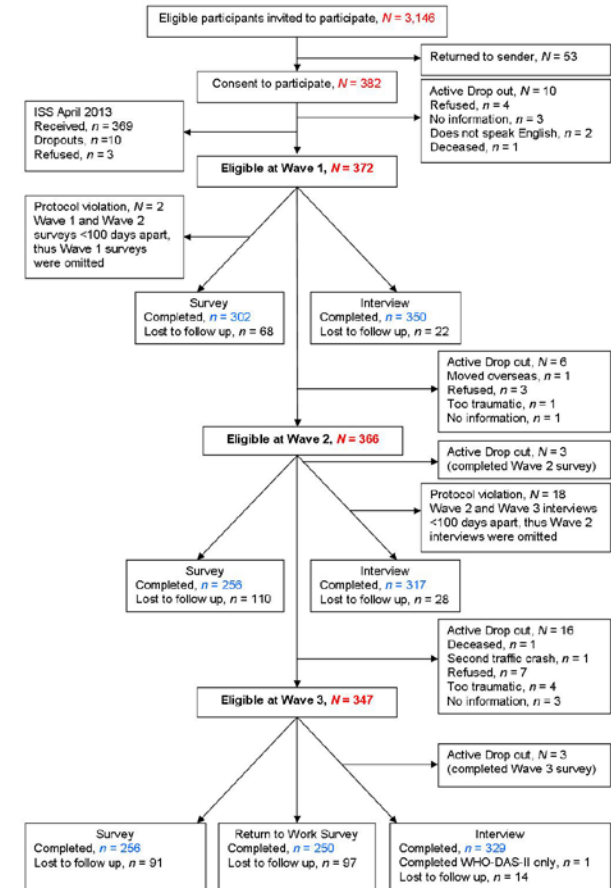 Eligible participants invited to participate, N = 3,146
Returned to sender, N = 53
Consent to participate, N = 382
Active Drop out, N = 10
Refused, n = 4
No information, n = 3
Does not speak English, n = 2
Deceased, n = 1
ISS April 2013
Received, n = 369
Dropouts, n =10
Refused, n = 3
Eligible at Wave 1, N = 372
Protocol violation, N = 2
Wave 1 and Wave 2
surveys <100 days apart,
thus Wave 1 surveys
were omitted
Survey
Completed, n = 302
Lost to follow up, n = 68
Interview
Completed, n = 350
Lost to follow up, n = 22
Active Drop out, N = 6
Moved overseas, n = 1
Refused, n = 3
Too traumatic, n = 1
No information, n = 1
Eligible at Wave 2, N = 366
Active Drop out, N = 3
(completed Wave 2 survey)
Protocol violation, N = 18
Wave 2 and Wave 3 interviews
<100 days apart, thus Wave 2
interviews were omitted
Survey
Completed, n = 256
Lost to follow up, n = 110
Interview
Completed, n = 317
Lost to follow up, n = 28
Active Drop out, N = 16
Deceased, n = 1
Second traffic crash, n = 1
Refused, n = 7
Too traumatic, n = 4
No information, n = 3
Eligible at Wave 3, N = 347
Active Drop out, N = 3
(completed Wave 3 survey)
Survey
Completed, n = 256
Lost to follow up, n = 91
Return to Work Survey
Completed, n = 250
Lost to follow up, n = 97
Interview
Completed, n = 329
Completed WHO-DAS-II only, n = 1
Lost to follow up, n = 14